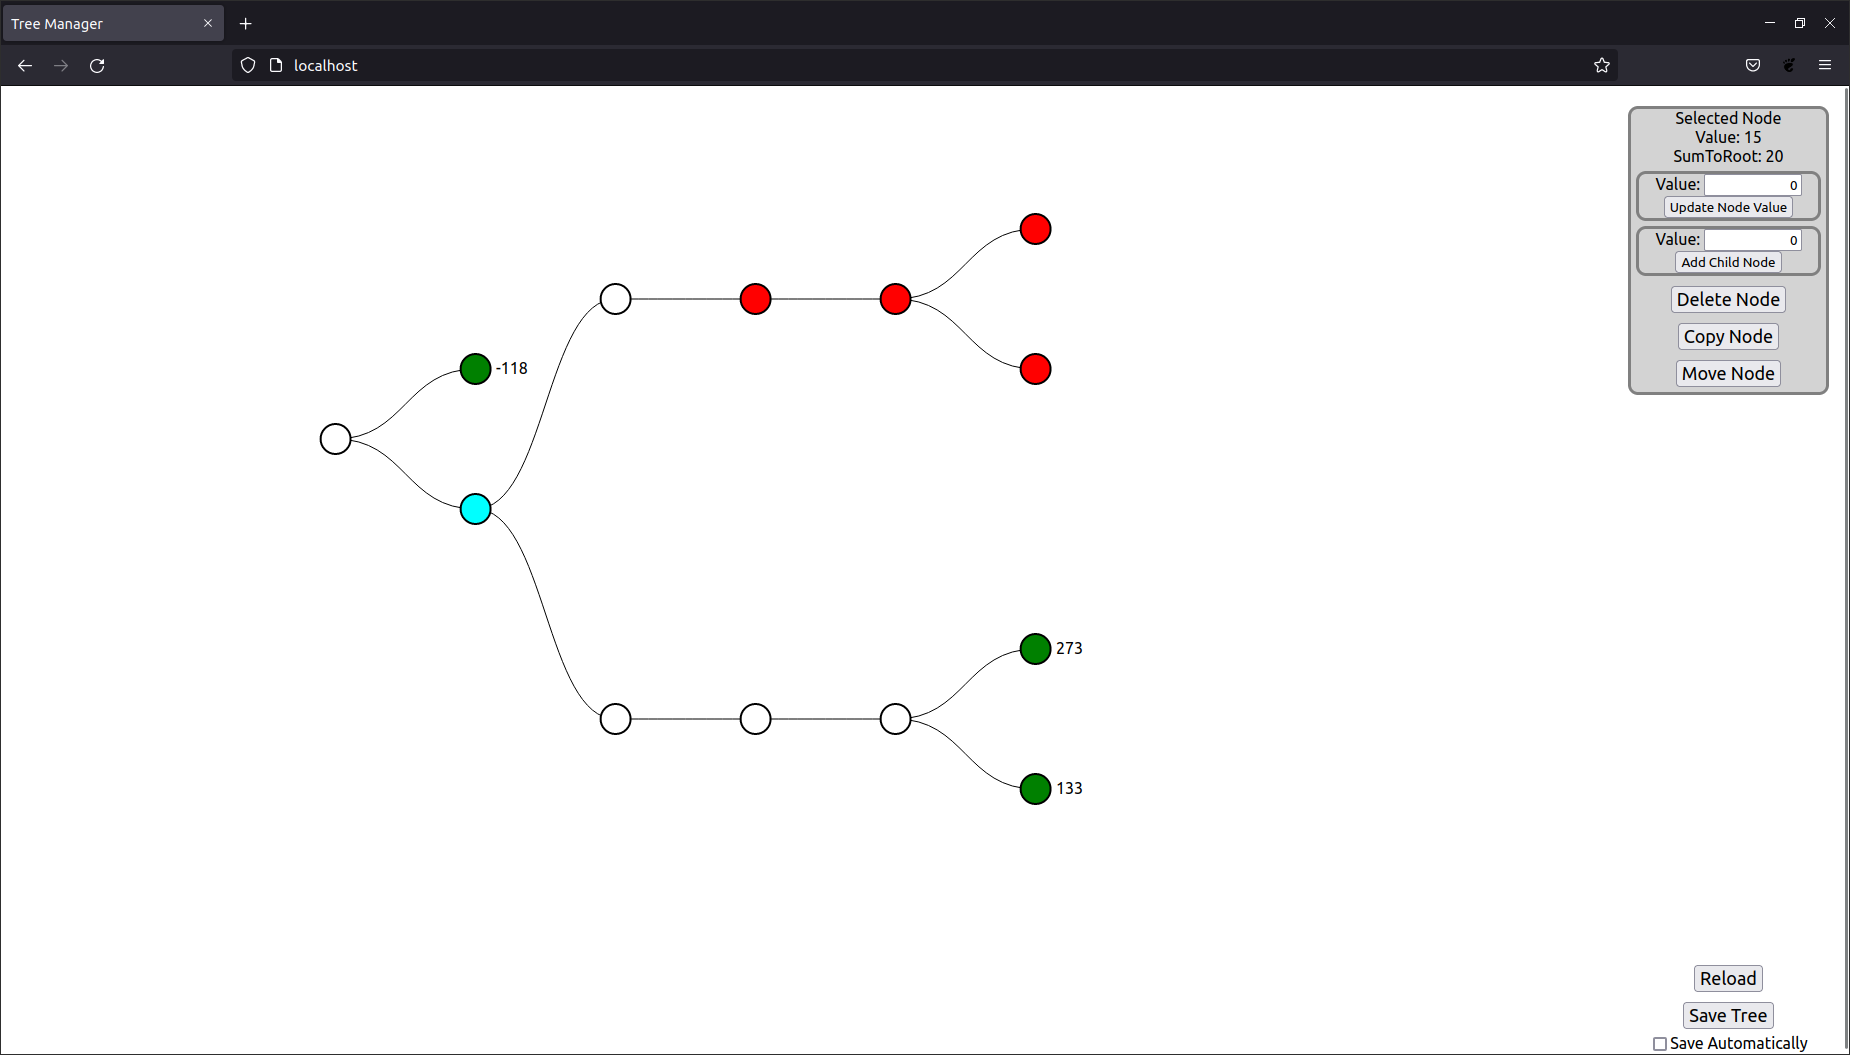 Tree Manager
localhost
Selected Node
Value: 15
SumToRoot: 20
Value: 0
Update Node Value
Value: 0
Add Child Node
Delete Node
Copy Node
Move Node
-118
273
133
Reload
Save Tree
Save Automatically